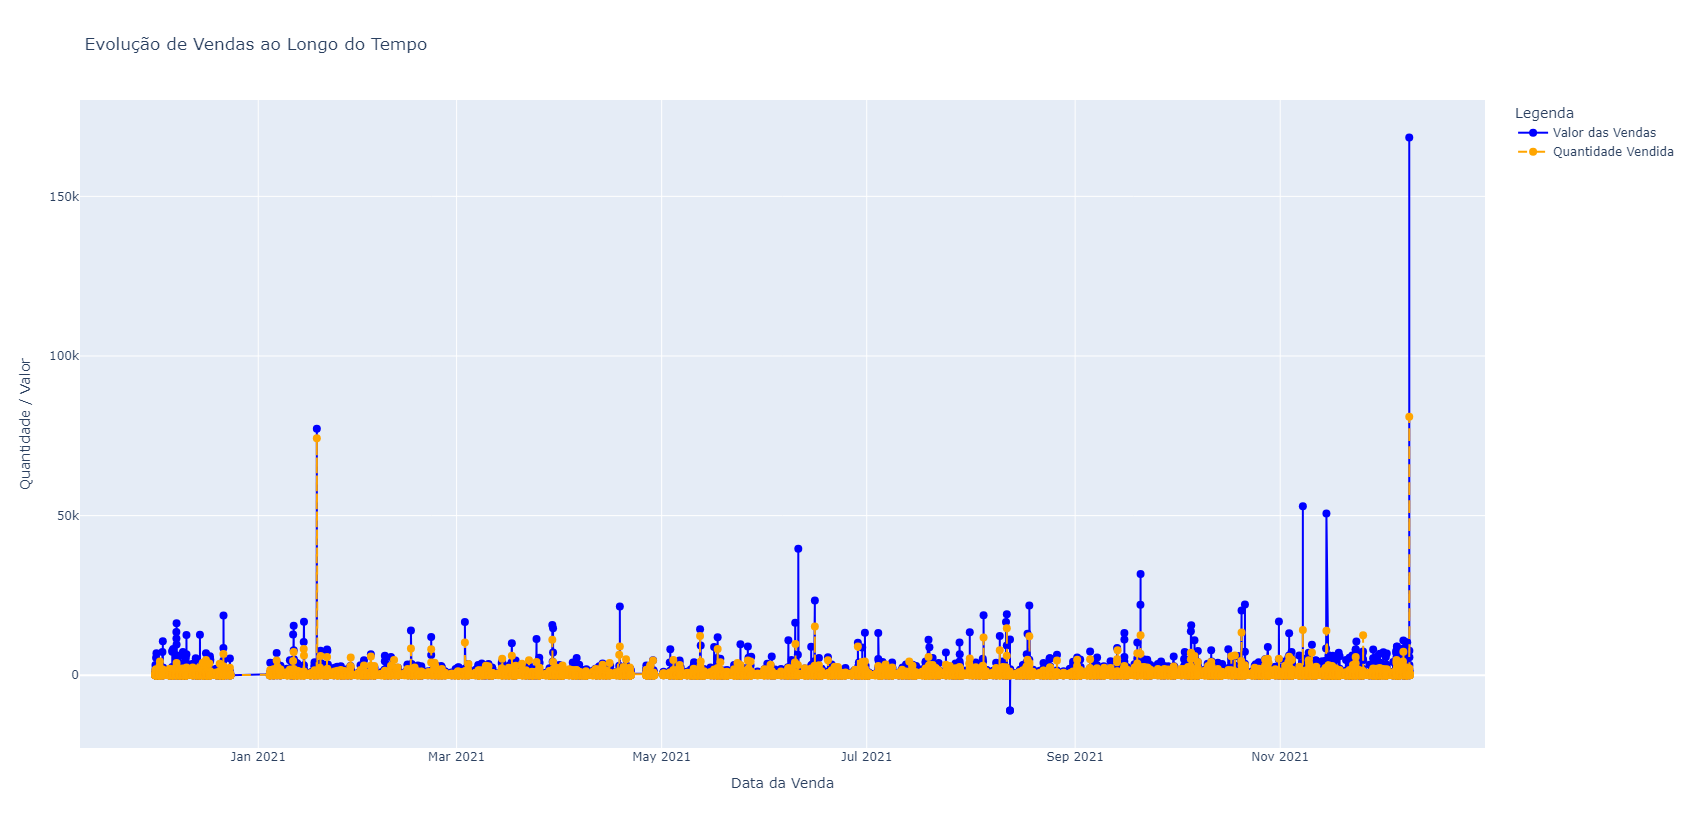 Evolução de Vendas ao Longo do Tempo
Legenda
Valor das Vendas
Quantidade Vendida
Quantidade / Valor
150k
100k
50k
0
Jan 2021
Mar 2021
May 2021
Jul 2021
Sep 2021
Nov 2021
Data da Venda